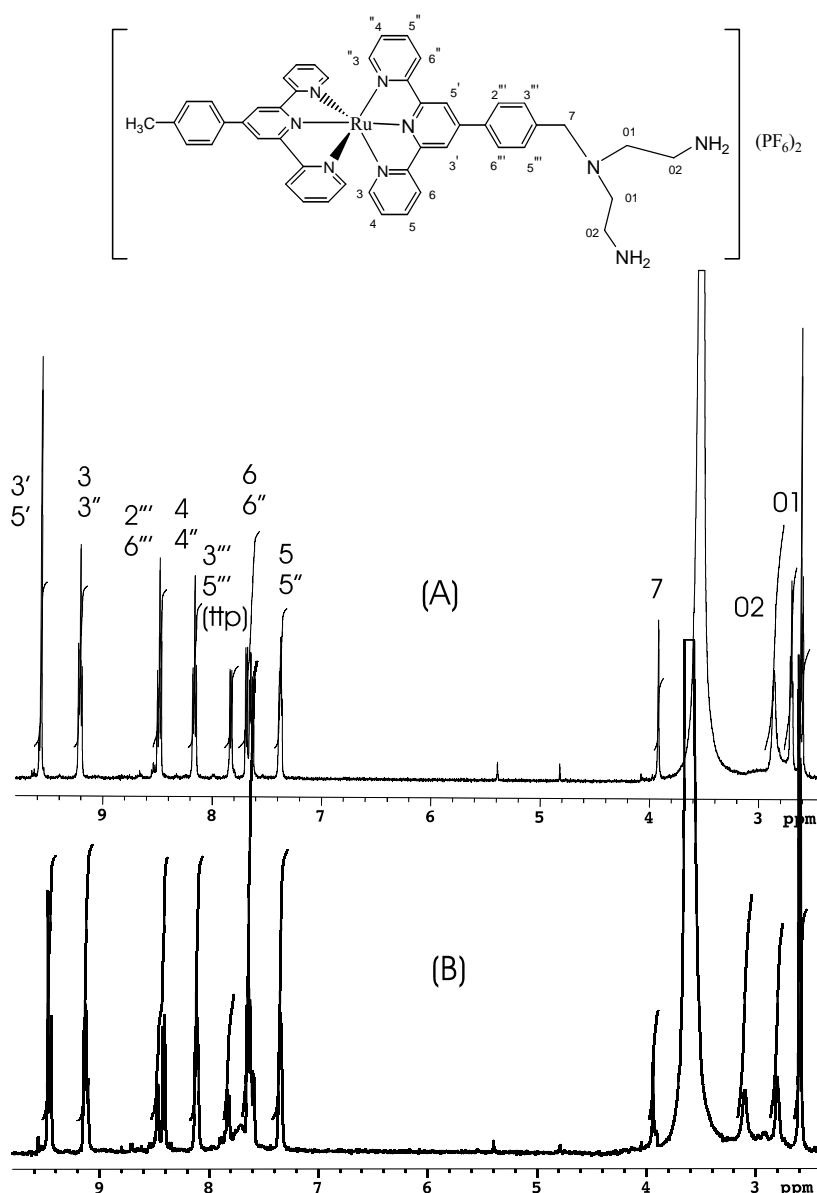 "4 5"
"3 6"
N N
5' 2"' 3"' 7
H3C N Ru N 01 NH2 (PF6)2
3' 6"' 5"' N 02
N N
3 6 01
4 5 02
NH2
3' 3 6
5' 3" 6"
2"' 4 01
6"' 4" 3"' 5
5"' 5" (A) 7 02
(ttp)
9 8 7 6 5 4 3 ppm
(B)
9 8 7 6 5 4 3 ppm